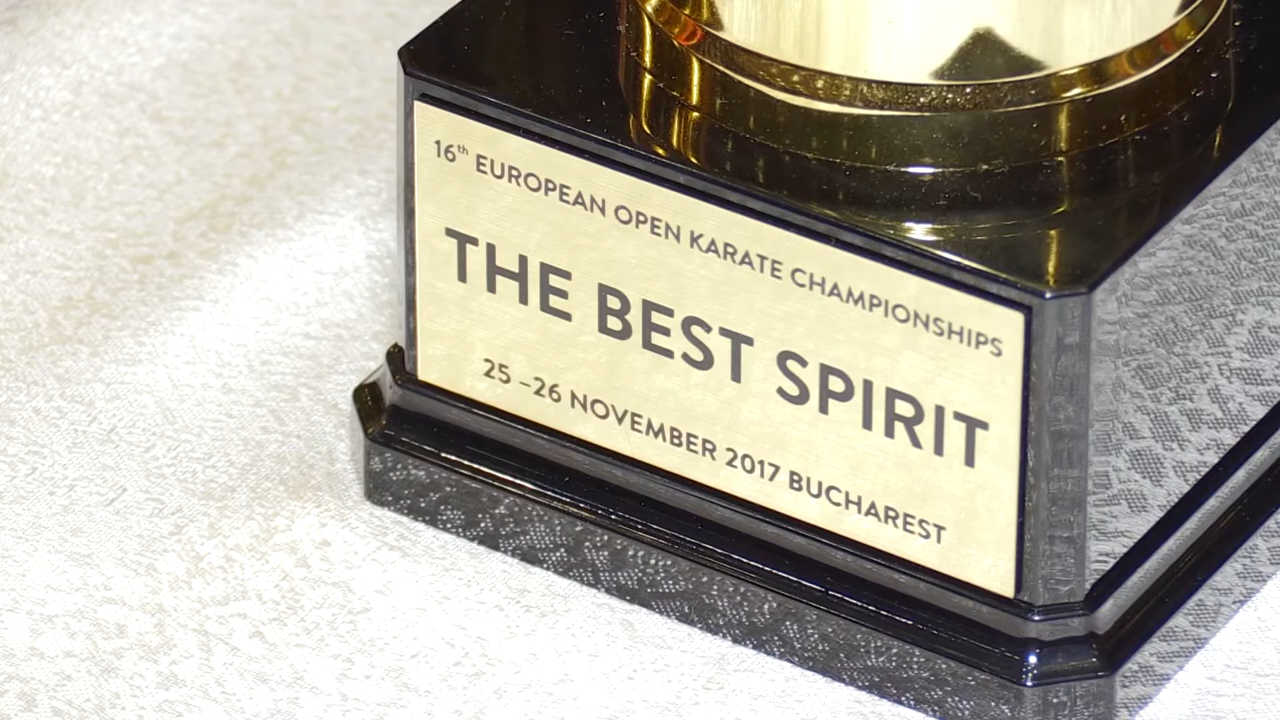 16th EUROPEAN OPEN KARATE CHAMPIONSHIPS
THE BEST SPIRIT
25 –26 NOVEMBER 2017 BUCHAREST